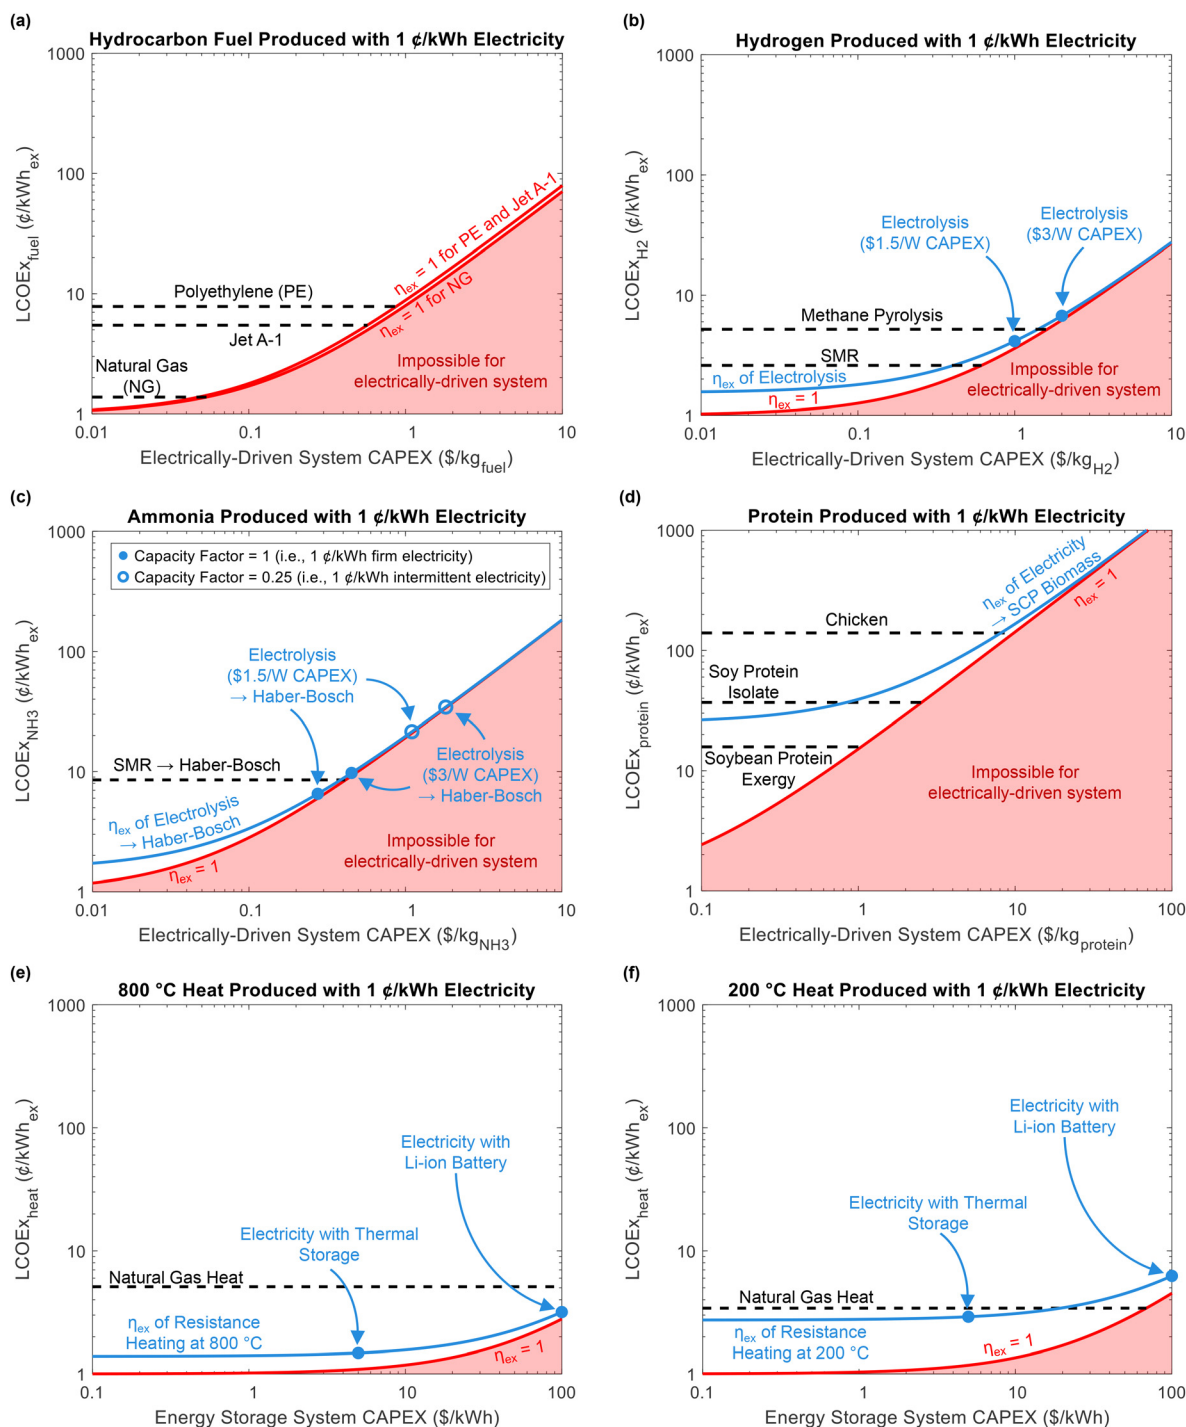 (a)
Hydrocarbon Fuel Produced with 1 ¢/kWh Electricity
LCOEx_fuel (¢/kWh_ex)
1000
100
10
1
Polyethylene (PE)
Jet A-1
Natural Gas
(NG)
η_ex = 1 for PE and Jet A-1
η_ex = 1 for NG
Impossible for
electrically-driven system
0.01
0.1
1
10
Electrically-Driven System CAPEX ($/kg_fuel)
(b)
Hydrogen Produced with 1 ¢/kWh Electricity
LCOEx_H2 (¢/kWh_ex)
1000
100
10
1
Electrolysis
($1.5/W CAPEX)
Electrolysis
($3/W CAPEX)
Methane Pyrolysis
SMR
η_ex of Electrolysis
η_ex = 1
Impossible for
electrically-driven system
0.01
0.1
1
10
Electrically-Driven System CAPEX ($/kg_H2)
(c)
Ammonia Produced with 1 ¢/kWh Electricity
LCOEx_NH3 (¢/kWh_ex)
1000
100
10
1
Capacity Factor = 1 (i.e., 1 ¢/kWh firm electricity)
Capacity Factor = 0.25 (i.e., 1 ¢/kWh intermittent electricity)
Electrolysis
($1.5/W CAPEX)
→ Haber-Bosch
SMR → Haber-Bosch
Electrolysis
($3/W CAPEX)
→ Haber-Bosch
η_ex of Electrolysis
→ Haber-Bosch
η_ex = 1
Impossible for
electrically-driven system
0.01
0.1
1
10
Electrically-Driven System CAPEX ($/kg_NH3)
(d)
Protein Produced with 1 ¢/kWh Electricity
LCOEx_protein (¢/kWh_ex)
1000
100
10
1
η_ex of Electricity
→ SCP Biomass
η_ex = 1
Chicken
Soy Protein
Isolate
Soybean Protein
Exergy
Impossible for
electrically-driven system
0.1
1
10
100
Electrically-Driven System CAPEX ($/kg_protein)
(e)
800 °C Heat Produced with 1 ¢/kWh Electricity
LCOEx_heat (¢/kWh_ex)
1000
100
10
1
Electricity with
Li-ion Battery
Electricity with Thermal
Storage
Natural Gas Heat
η_ex of Resistance
Heating at 800 °C
η_ex = 1
0.1
1
10
100
Energy Storage System CAPEX ($/kWh)
(f)
200 °C Heat Produced with 1 ¢/kWh Electricity
LCOEx_heat (¢/kWh_ex)
1000
100
10
1
Electricity with
Li-ion Battery
Electricity with Thermal
Storage
Natural Gas Heat
η_ex of Resistance
Heating at 200 °C
η_ex = 1
0.1
1
10
100
Energy Storage System CAPEX ($/kWh)